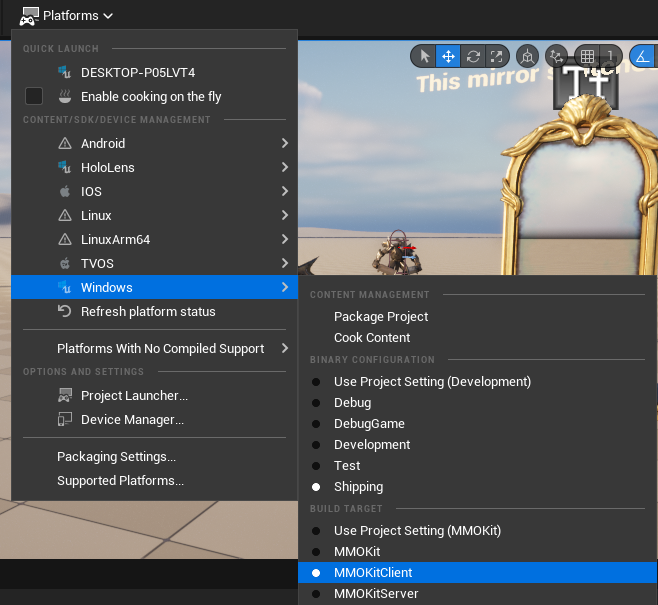 Platforms
QUICK LAUNCH
DESKTOP-P05LVT4
Enable cooking on the fly
CONTENT/SDK/DEVICE MANAGEMENT
Android
HoloLens
IOS
Linux
LinuxArm64
TVOS
Windows
Refresh platform status
Platforms With No Compiled Support
OPTIONS AND SETTINGS
Project Launcher...
Device Manager...
Packaging Settings...
Supported Platforms...
1
This mirror
CONTENT MANAGEMENT
Package Project
Cook Content
BINARY CONFIGURATION
Use Project Setting (Development)
Debug
DebugGame
Development
Test
Shipping
BUILD TARGET
Use Project Setting (MMOKit)
MMOKit
MMOKitClient
MMOKitServer